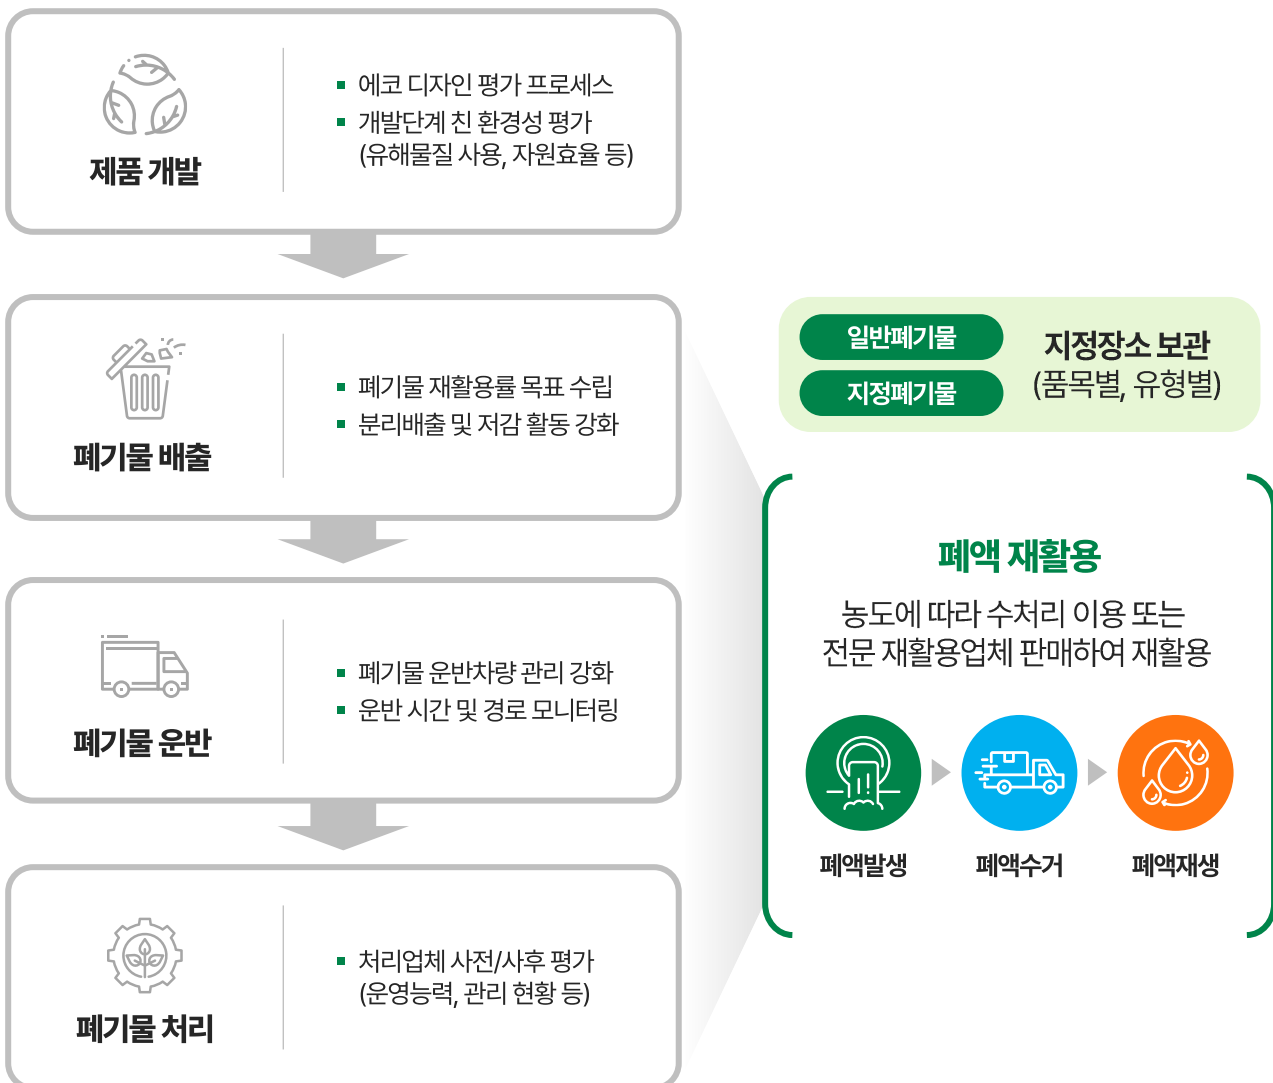 제품 개발
에코 디자인 평가 프로세스
개발단계 친 환경성 평가
(유해물질 사용, 자원효율 등)
폐기물 배출
폐기물 재활용률 목표 수립
분리배출 및 저감 활동 강화
폐기물 운반
폐기물 운반차량 관리 강화
운반 시간 및 경로 모니터링
폐기물 처리
처리업체 사전/사후 평가
(운영능력, 관리 현황 등)
일반폐기물
지정폐기물
지정장소 보관
(품목별, 유형별)
폐액 재활용
농도에 따라 수처리 이용 또는
전문 재활용업체 판매하여 재활용
폐액발생
폐액수거
폐액재생